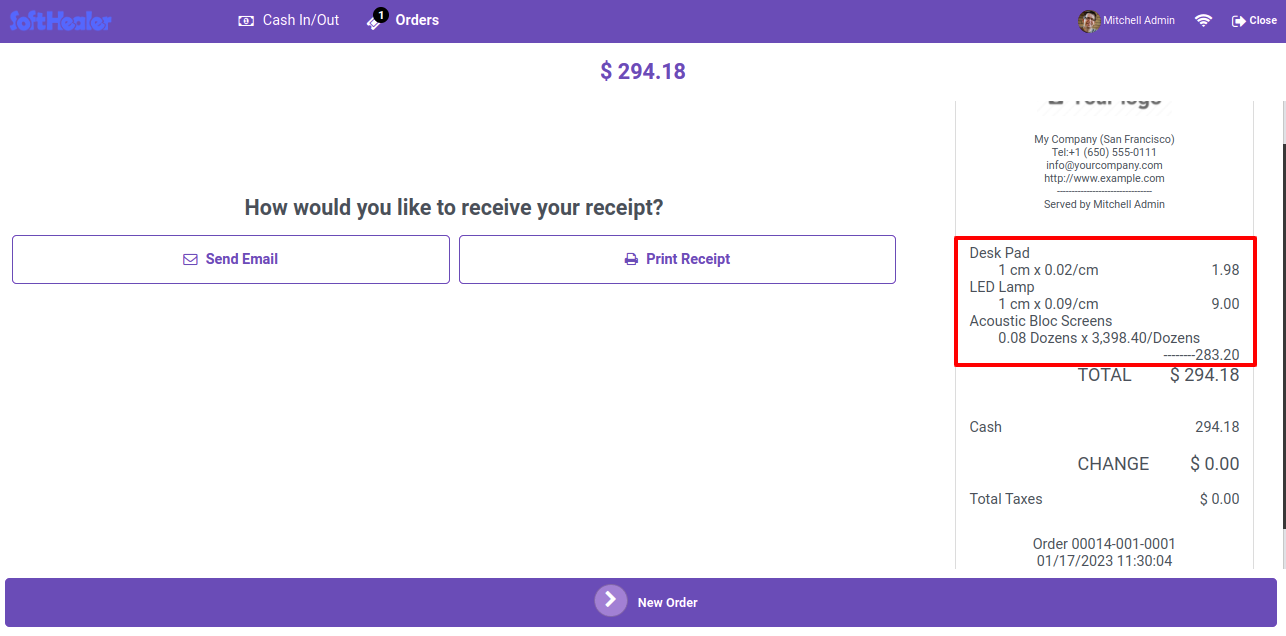 SoftHealer
Cash In/Out
1
Orders
Mitchell Admin
Close
$ 294.18
How would you like to receive your receipt?
Send Email
Print Receipt
Your logo
My Company (San Francisco)
Tel:+1 (650) 555-0111
info@yourcompany.com
http://www.example.com
--------------------------------
Served by Mitchell Admin
Desk Pad
1 cm x 0.02/cm 1.98
LED Lamp
1 cm x 0.09/cm 9.00
Acoustic Bloc Screens
0.08 Dozens x 3,398.40/Dozens
--------283.20
TOTAL $ 294.18
Cash 294.18
CHANGE $ 0.00
Total Taxes $ 0.00
Order 00014-001-0001
01/17/2023 11:30:04
New Order